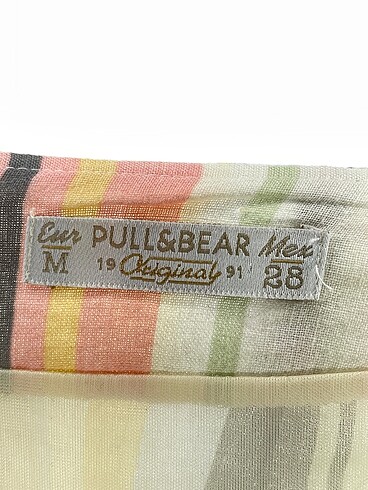 Eur PULL&BEAR Mex
M 19 Original 91 28